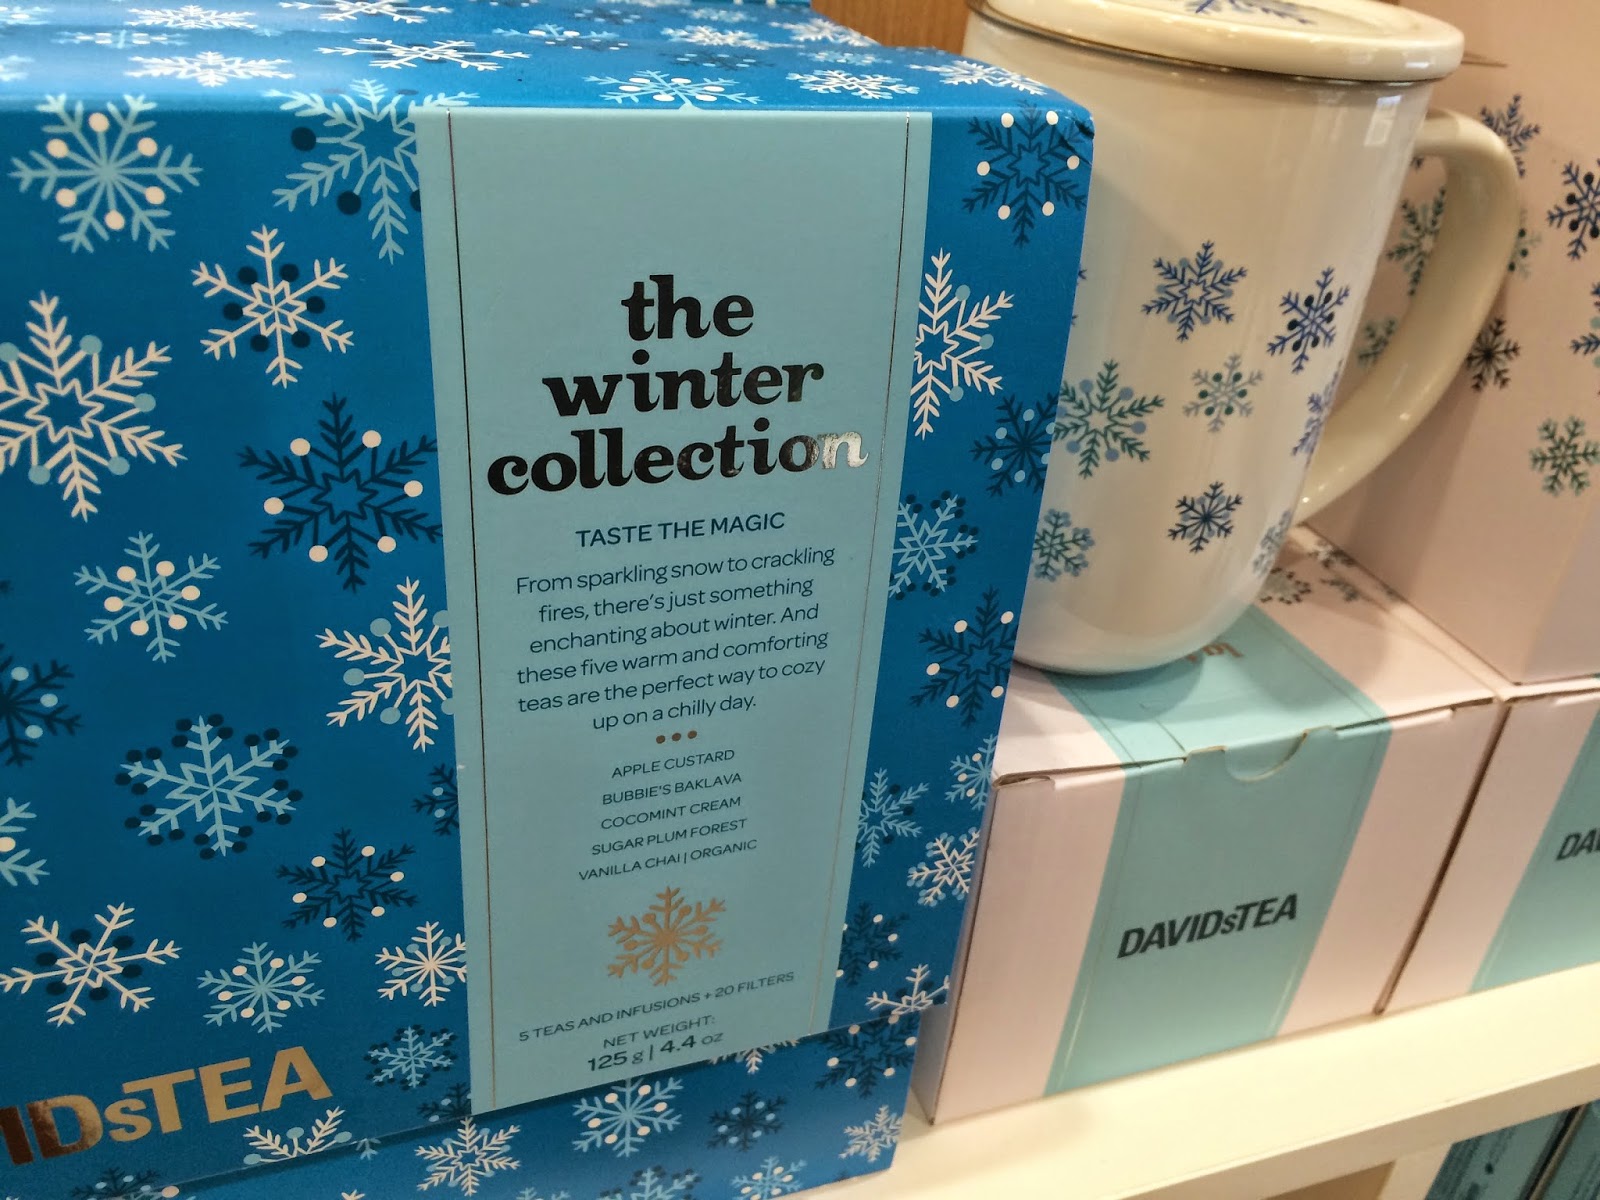 the
winter
collection
TASTE THE MAGIC
From sparkling snow to crackling
fires, there's just something
enchanting about winter. And
these five warm and comforting
teas are the perfect way to cozy
up on a chilly day.
APPLE CUSTARD
BUBBIE'S BAKLAVA
COCOMINT CREAM
SUGAR PLUM FOREST
VANILLA CHAI | ORGANIC
5 TEAS AND INFUSIONS + 20 FILTERS
NET WEIGHT:
125 g | 4.4 oz
IDsTEA
DAVIDsTEA
DA